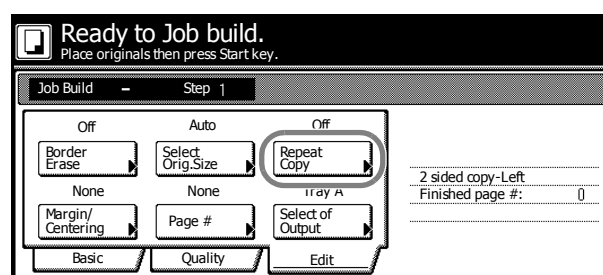 Ready to Job build.
Place originals then press Start key.
Job Build – Step 1
Off Auto Off
Border Erase Select Orig.Size Repeat Copy
None None Tray A
Margin/ Centering Page # Select of Output
2 sided copy-Left
Finished page #: 0
Basic Quality Edit